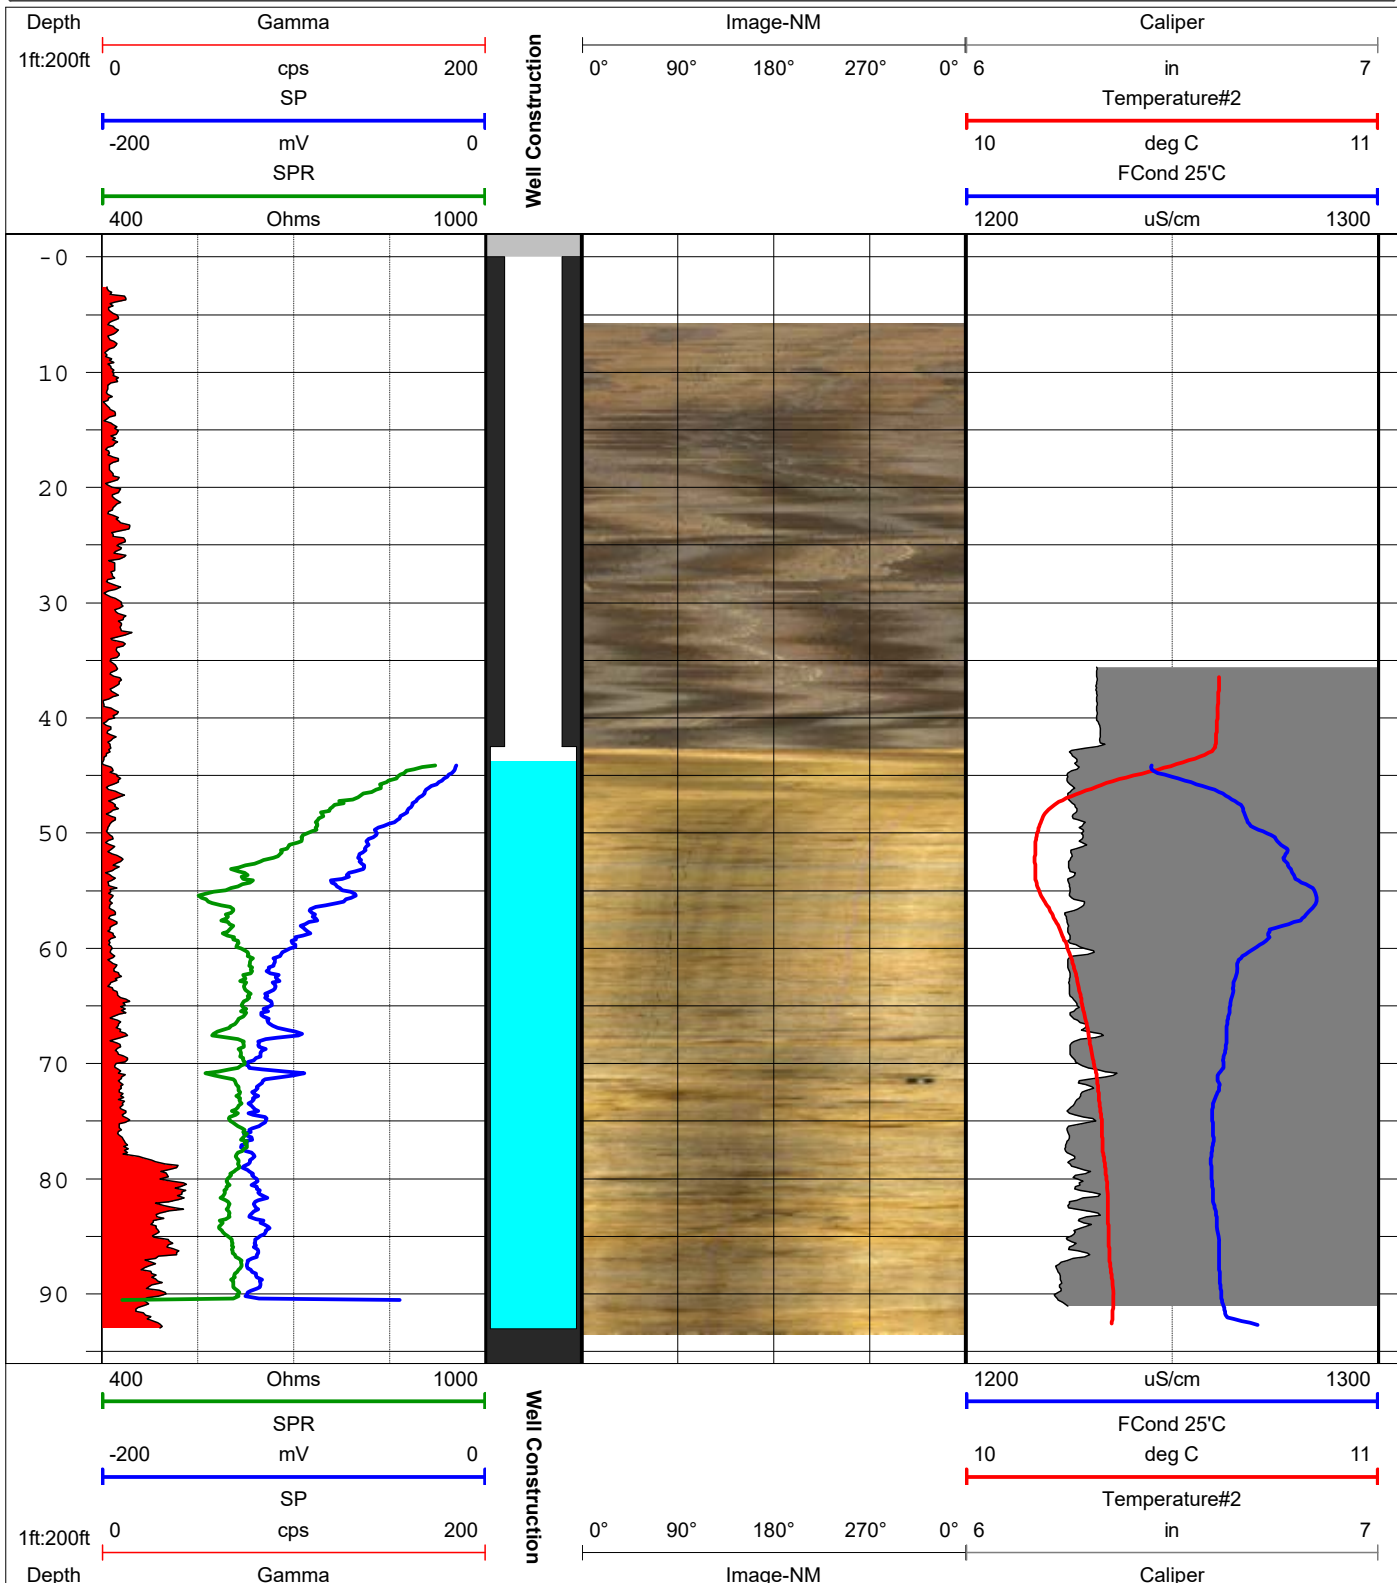 Depth Gamma Image-NM Caliper
1ft:200ft 0 cps 200 0° 90° 180° 270° 0° 6 in 7
SP Temperature#2
-200 mV 0 10 deg C 11
SPR FCond 25'C
400 Ohms 1000 1200 uS/cm 1300
Well Construction
-0
10
20
30
40
50
60
70
80
90
400 Ohms 1000 1200 uS/cm 1300
SPR FCond 25'C
-200 mV 0 10 deg C 11
SP Temperature#2
1ft:200ft 0 cps 200 0° 90° 180° 270° 0° 6 in 7
Depth Gamma Image-NM Caliper
Well Construction